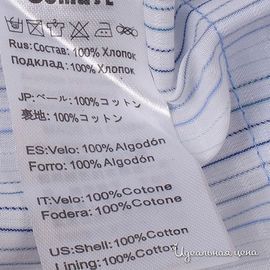 Rus: Состав: 100% Хлопок
подклад: 100% Хлопок
JP:ベール: 100%コットン
裏地: 100%コットン
ES:Velo: 100% Algodón
Forro: 100% Algodón
IT:Velo: 100%Cotone
Fodera: 100%Cotone
US:Shell: 100% Cotton
Lining: 100% Cotton
Идеальная цена